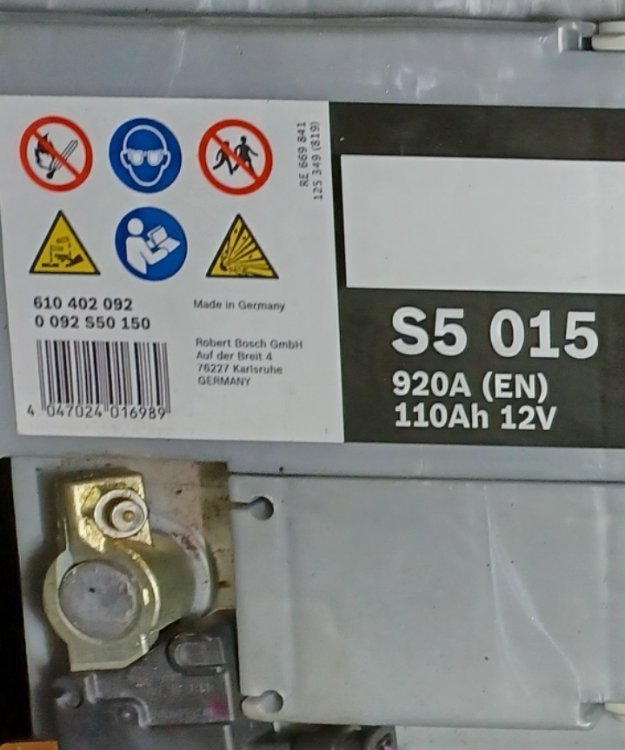 RE 669 841
125 349 (819)
610 402 092
0 092 S50 150
Made in Germany
Robert Bosch GmbH
Auf der Breit 4
76227 Karlsruhe
GERMANY
4 047024 016989
S5 015
920A (EN)
110Ah 12V